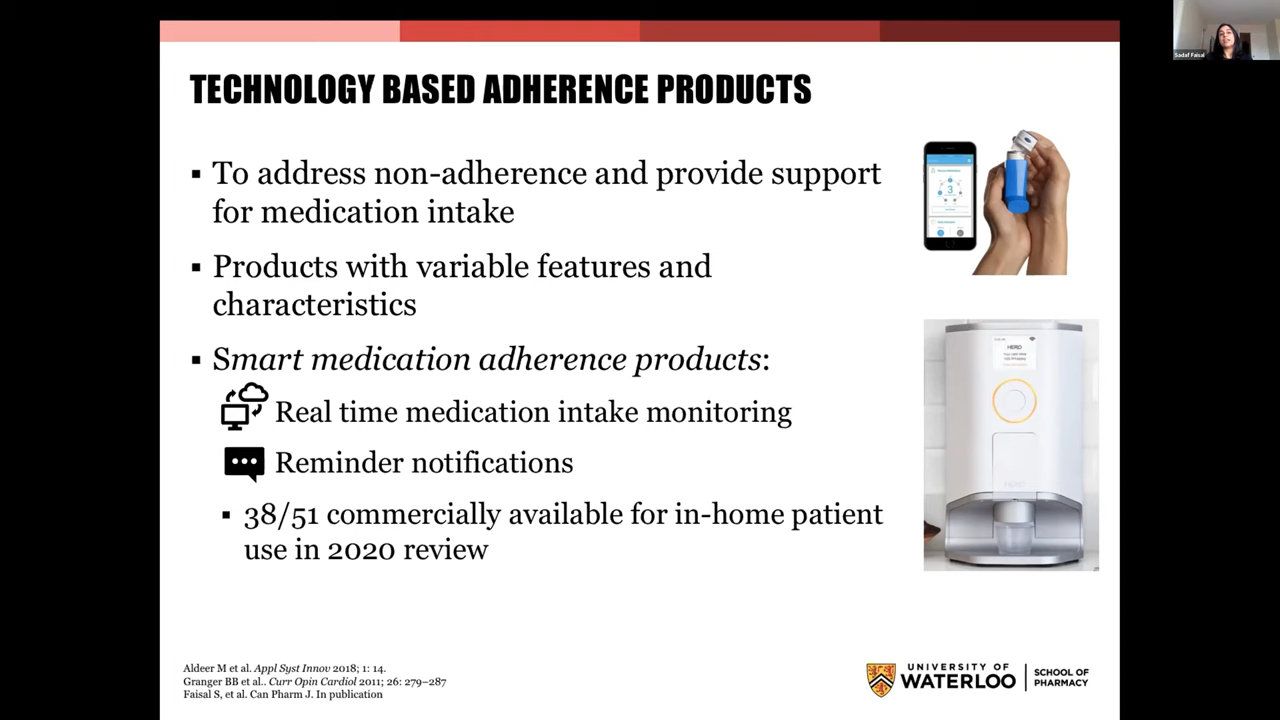 Sadaf Faisal
TECHNOLOGY BASED ADHERENCE PRODUCTS
▪ To address non-adherence and provide support
for medication intake
▪ Products with variable features and
characteristics
▪ Smart medication adherence products:
Real time medication intake monitoring
Reminder notifications
▪ 38/51 commercially available for in-home patient
use in 2020 review
3
HERO
Aldeer M et al. Appl Syst Innov 2018; 1: 14.
Granger BB et al.. Curr Opin Cardiol 2011; 26: 279–287
Faisal S, et al. Can Pharm J. In publication
UNIVERSITY OF
WATERLOO
SCHOOL OF
PHARMACY